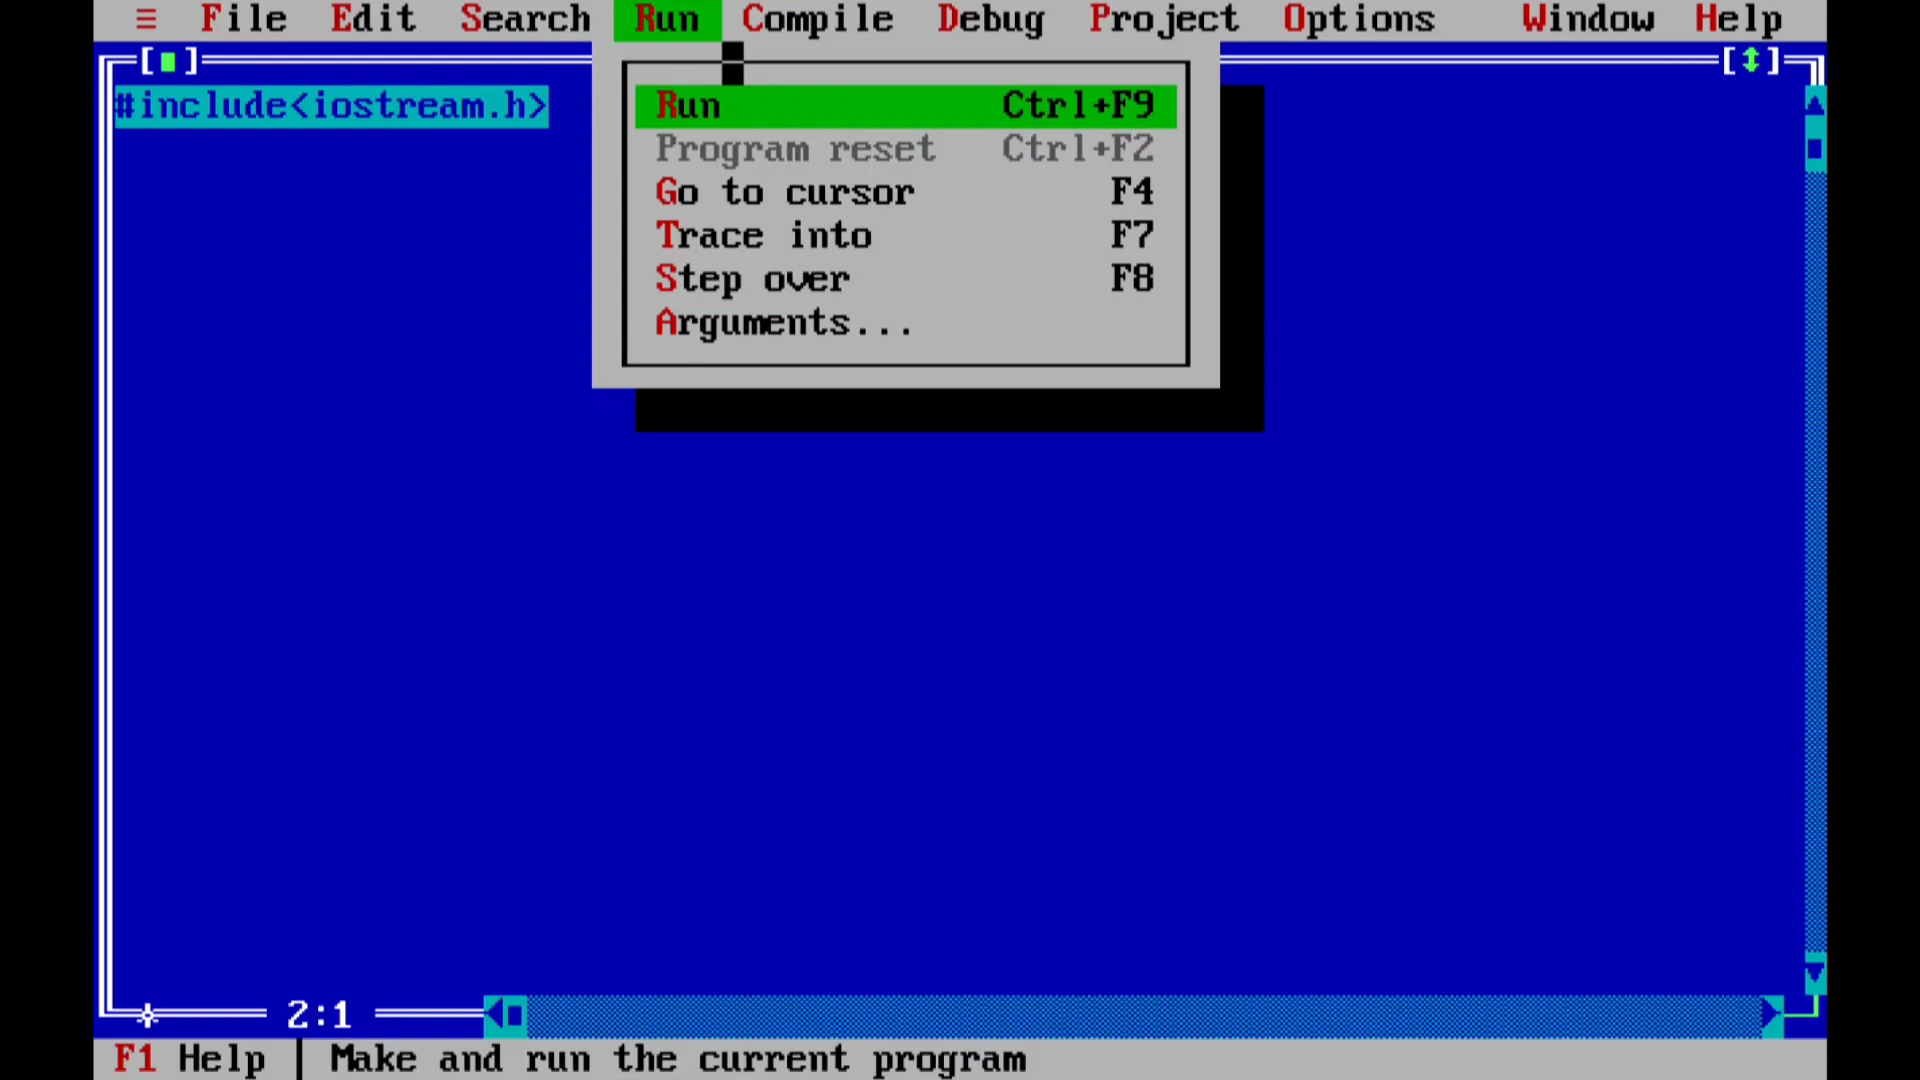 ≡ File Edit Search Run Compile Debug Project Options Window Help
[■] [↕]
#include<iostream.h>
Run Ctrl+F9
Program reset Ctrl+F2
Go to cursor F4
Trace into F7
Step over F8
Arguments...
2:1
F1 Help | Make and run the current program